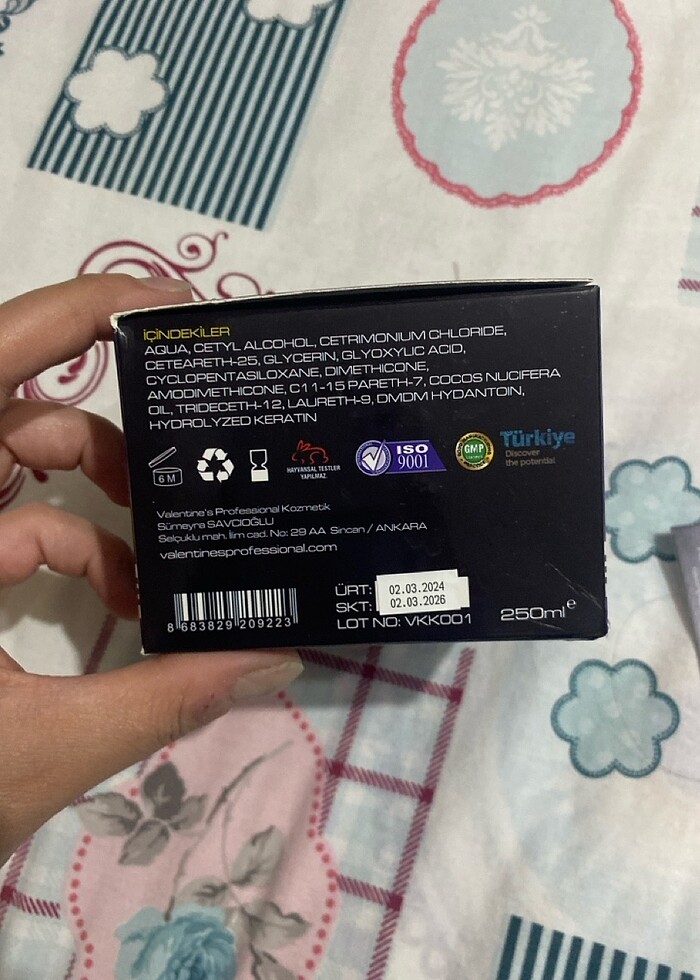 İÇİNDEKİLER
AQUA, CETYL ALCOHOL, CETRIMONIUM CHLORIDE,
CETEARETH-25, GLYCERIN, GLYOXYLIC ACID,
CYCLOPENTASILOXANE, DIMETHICONE,
AMODIMETHICONE, C11-15 PARETH-7, COCOS NUCIFERA
OIL, TRIDECETH-12, LAURETH-9, DMDM HYDANTOIN,
HYDROLYZED KERATIN
6 M
HAYVANSAL TESTLER
YAPILMAZ
ISO
9001
GMP
Türkiye
Discover
the potential
Valentine's Professional Kozmetik
Sümeyra SAVCIOĞLU
Selçuklu mah. İlim cad. No: 29 AA Sincan / ANKARA
valentinesprofessional.com
ÜRT: 02.03.2024
SKT: 02.03.2026
LOT NO: VKK001
250ml e
8 683829 209223